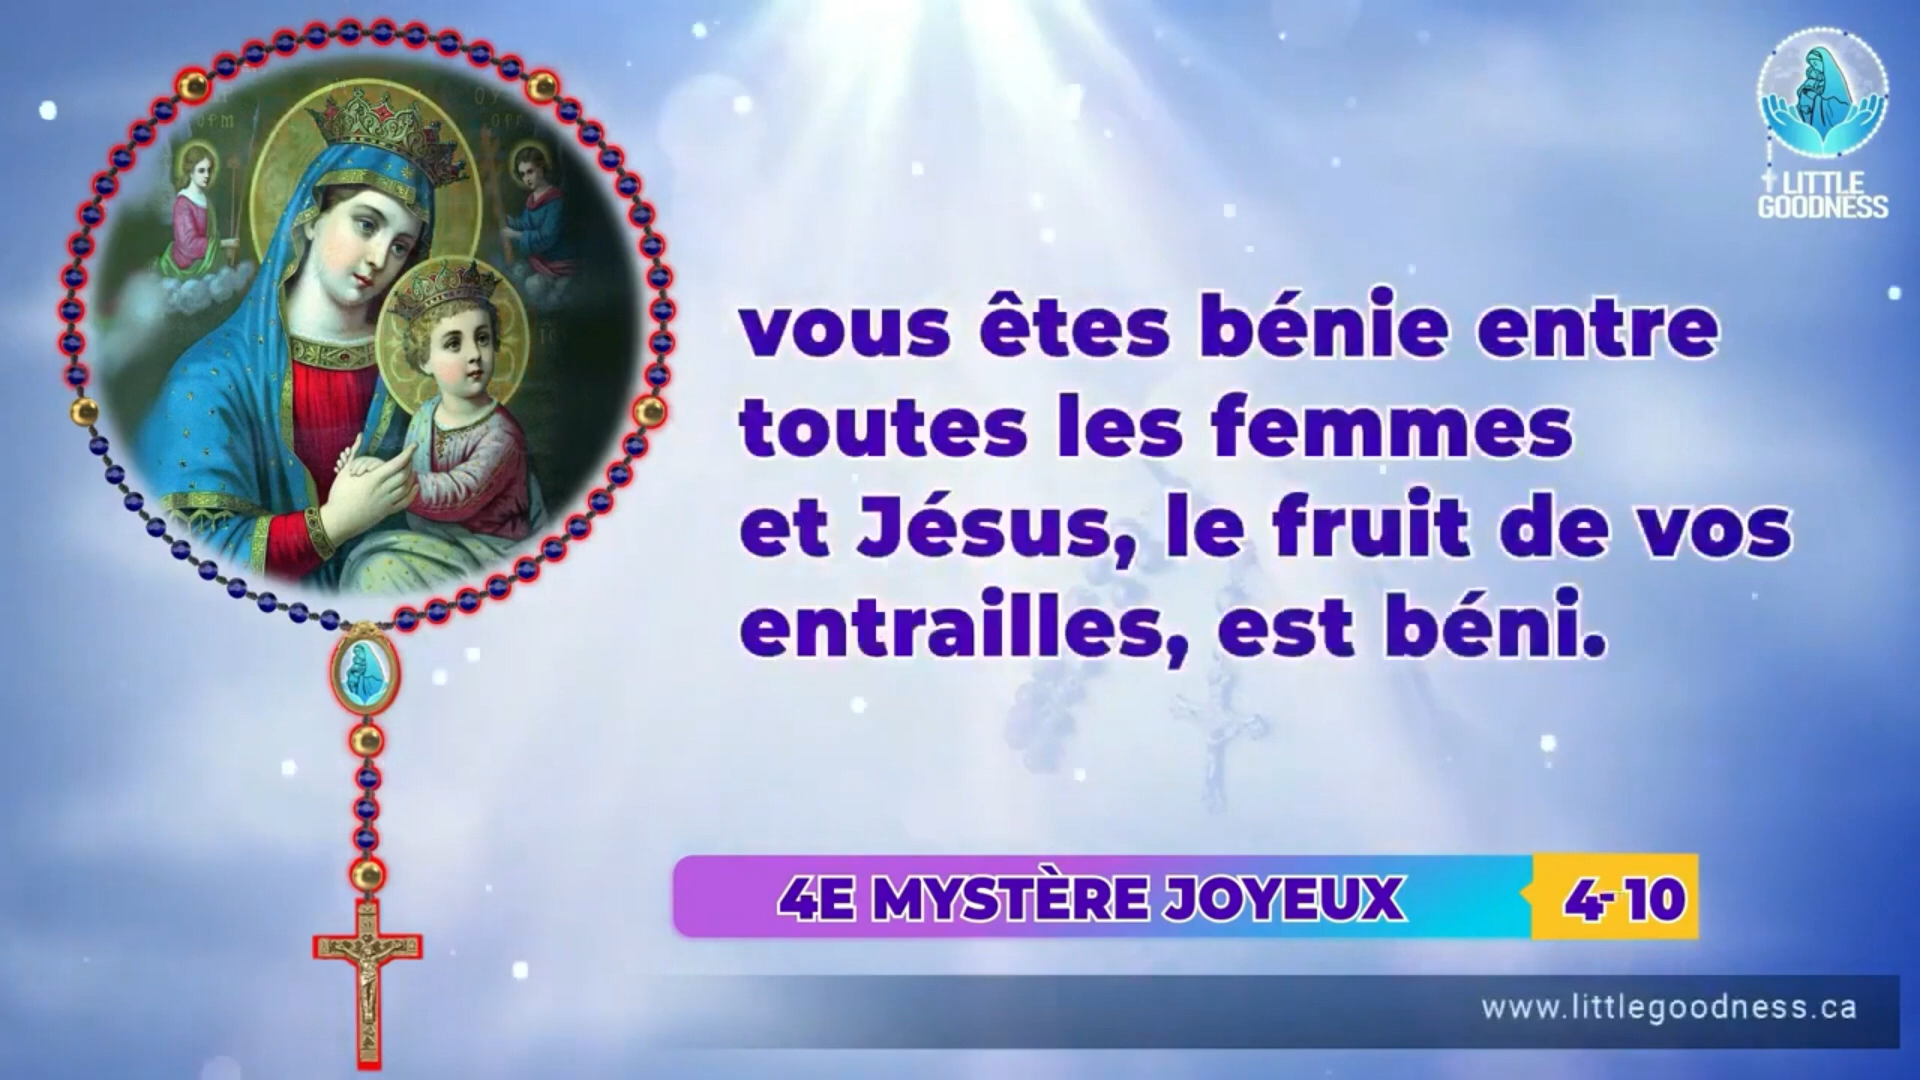 LITTLE
GOODNESS
vous êtes bénie entre
toutes les femmes
et Jésus, le fruit de vos
entrailles, est béni.
4E MYSTÈRE JOYEUX
4-10
www.littlegoodness.ca